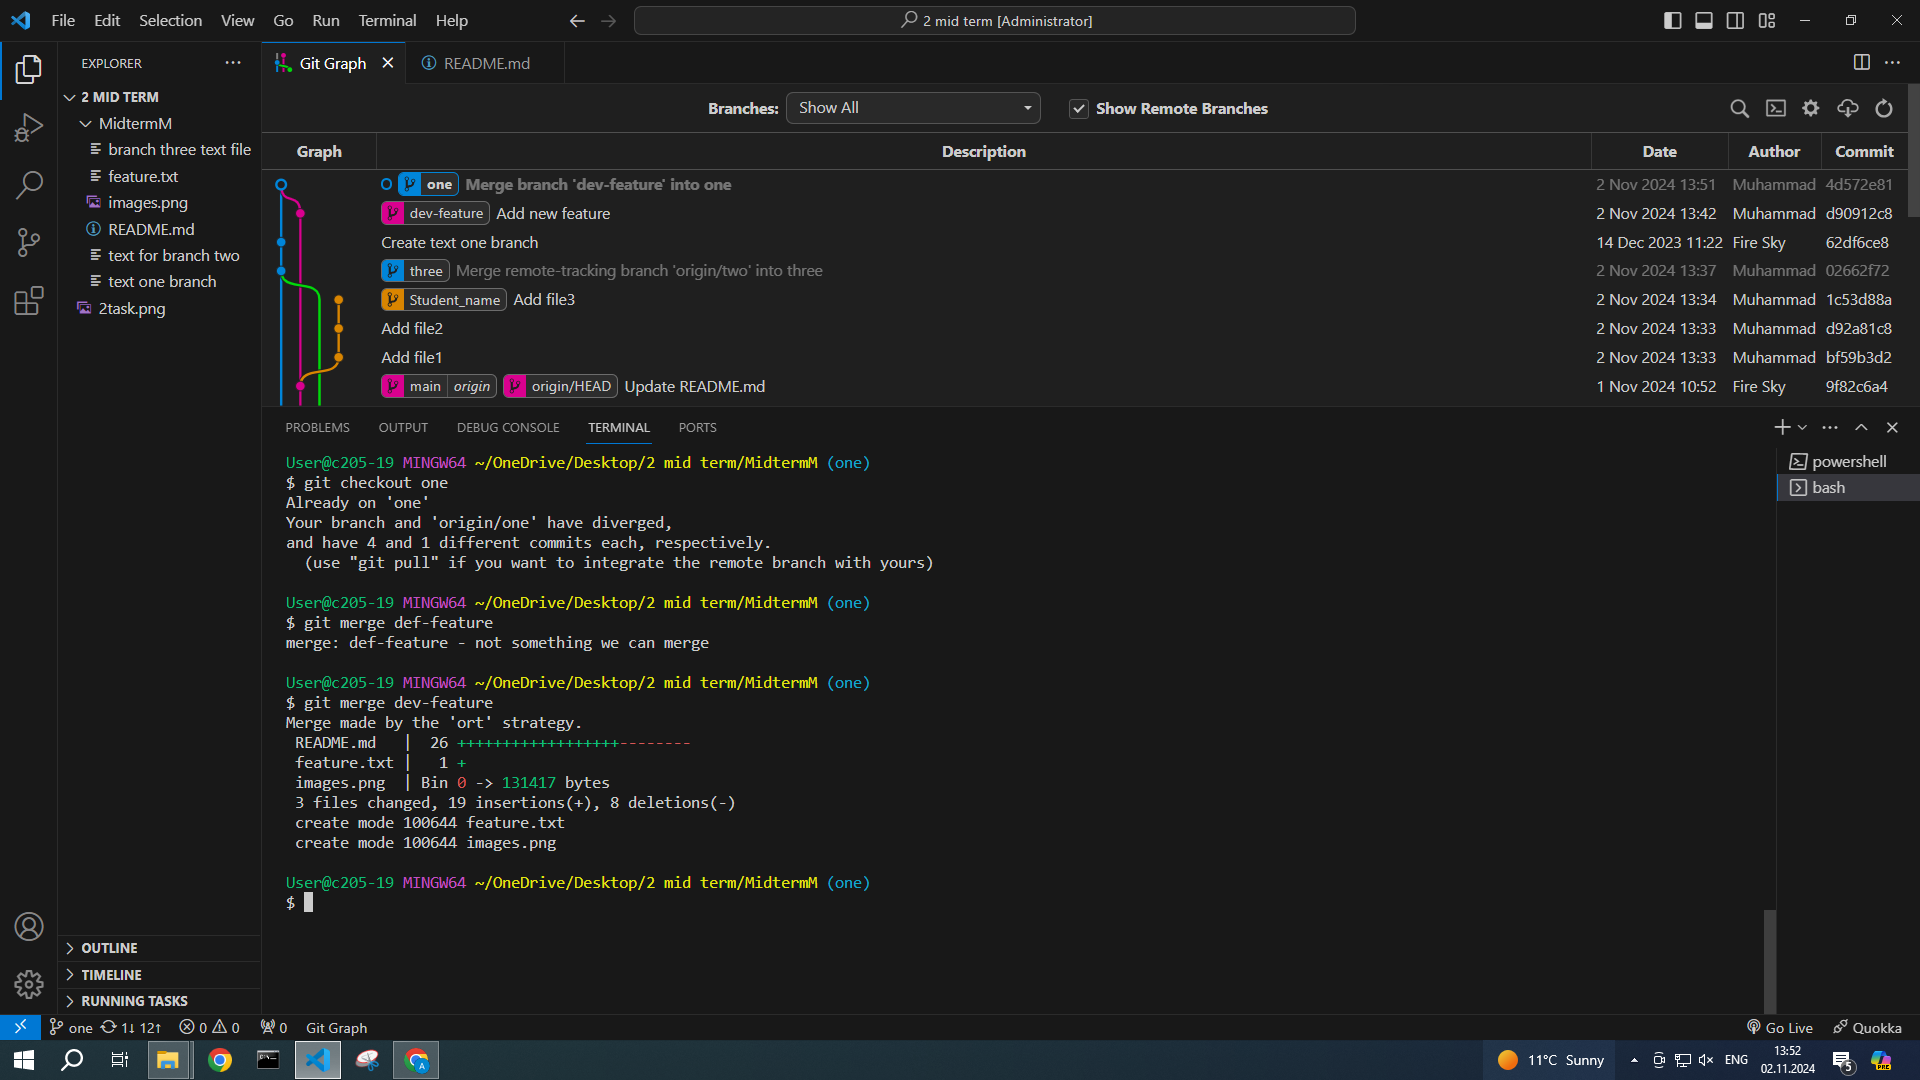 File Edit Selection View Go Run Terminal Help
2 mid term [Administrator]
EXPLORER
Git Graph
README.md
2 MID TERM
MidtermM
branch three text file
feature.txt
images.png
README.md
text for branch two
text one branch
2task.png
Branches: Show All Show Remote Branches
Graph Description Date Author Commit
one Merge branch 'dev-feature' into one 2 Nov 2024 13:51 Muhammad 4d572e81
dev-feature Add new feature 2 Nov 2024 13:42 Muhammad d90912c8
Create text one branch 14 Dec 2023 11:22 Fire Sky 62df6ce8
three Merge remote-tracking branch 'origin/two' into three 2 Nov 2024 13:37 Muhammad 02662f72
Student_name Add file3 2 Nov 2024 13:34 Muhammad 1c53d88a
Add file2 2 Nov 2024 13:33 Muhammad d92a81c8
Add file1 2 Nov 2024 13:33 Muhammad bf59b3d2
main origin origin/HEAD Update README.md 1 Nov 2024 10:52 Fire Sky 9f82c6a4
PROBLEMS OUTPUT DEBUG CONSOLE TERMINAL PORTS
powershell
bash
User@c205-19 MINGW64 ~/OneDrive/Desktop/2 mid term/MidtermM (one)
$ git checkout one
Already on 'one'
Your branch and 'origin/one' have diverged,
and have 4 and 1 different commits each, respectively.
(use "git pull" if you want to integrate the remote branch with yours)
User@c205-19 MINGW64 ~/OneDrive/Desktop/2 mid term/MidtermM (one)
$ git merge def-feature
merge: def-feature - not something we can merge
User@c205-19 MINGW64 ~/OneDrive/Desktop/2 mid term/MidtermM (one)
$ git merge dev-feature
Merge made by the 'ort' strategy.
README.md | 26 ++++++++++++++++++--------
feature.txt | 1 +
images.png | Bin 0 -> 131417 bytes
3 files changed, 19 insertions(+), 8 deletions(-)
create mode 100644 feature.txt
create mode 100644 images.png
User@c205-19 MINGW64 ~/OneDrive/Desktop/2 mid term/MidtermM (one)
$
OUTLINE
TIMELINE
RUNNING TASKS
one 1↓ 12↑ 0 0 0 Git Graph Go Live Quokka
11°C Sunny ENG 13:52
02.11.2024 5